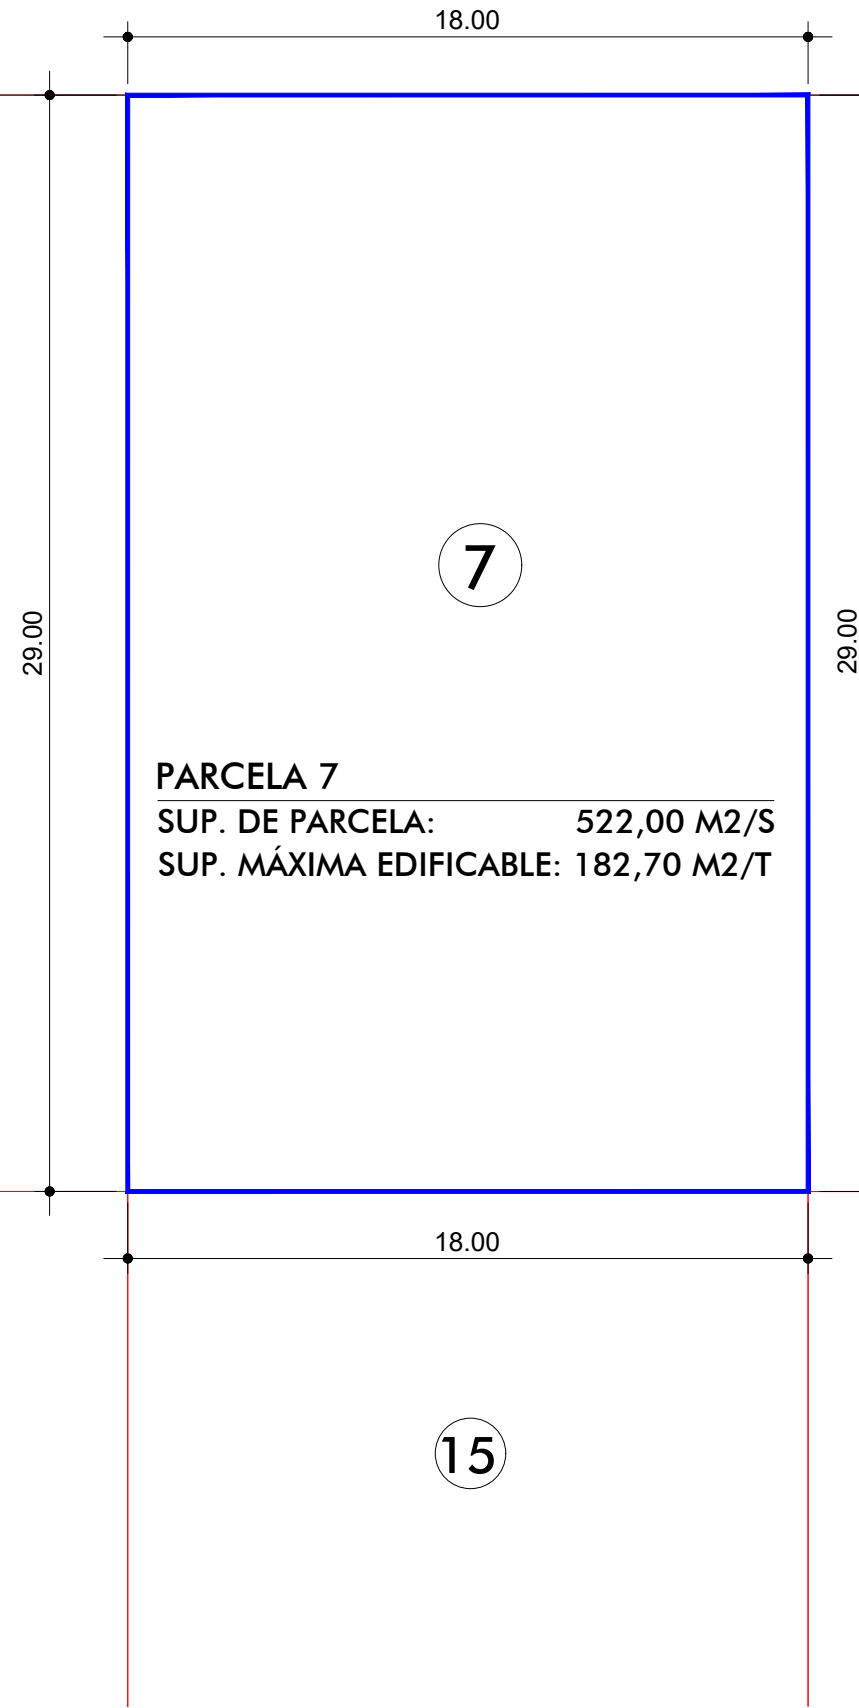 18.00
7
29.00
29.00
PARCELA 7
SUP. DE PARCELA: 522,00 M2/S
SUP. MÁXIMA EDIFICABLE: 182,70 M2/T
18.00
15